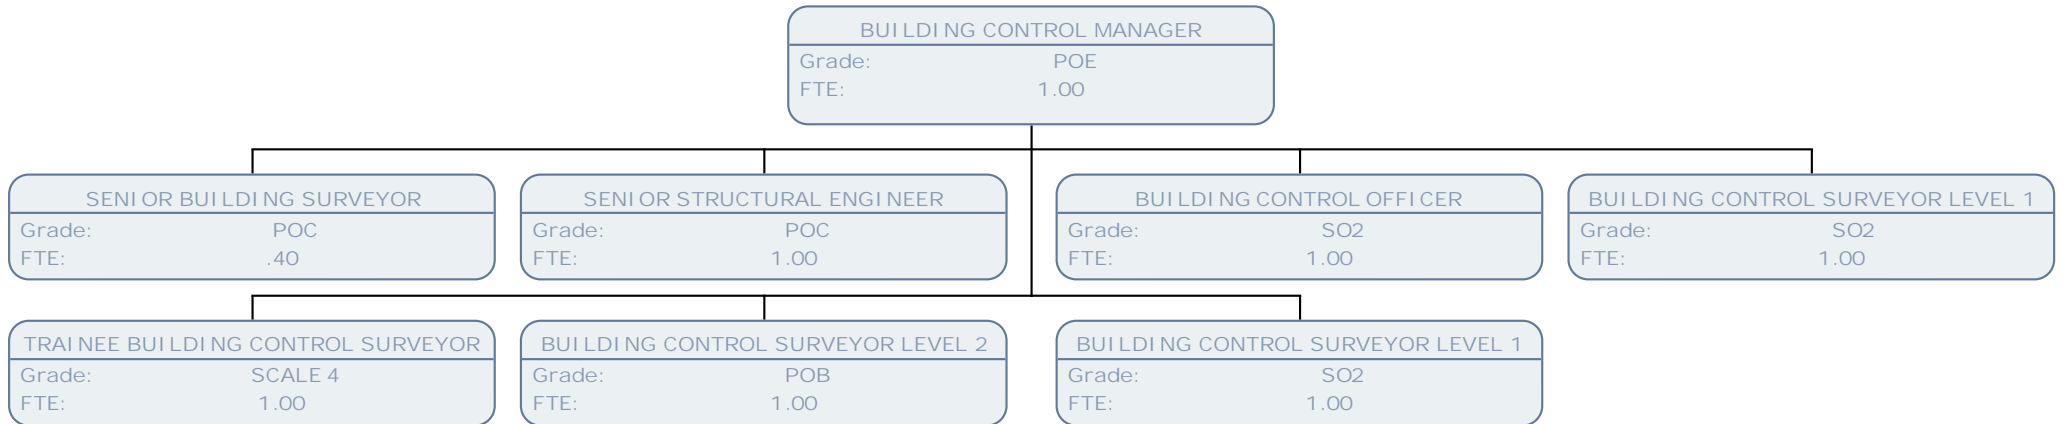 BUILDING CONTROL MANAGER
Grade: POE
FTE: 1.00
SENIOR BUILDING SURVEYOR
Grade: POC
FTE: .40
SENIOR STRUCTURAL ENGINEER
Grade: POC
FTE: 1.00
BUILDING CONTROL OFFICER
Grade: SO2
FTE: 1.00
BUILDING CONTROL SURVEYOR LEVEL 1
Grade: SO2
FTE: 1.00
TRAINEE BUILDING CONTROL SURVEYOR
Grade: SCALE 4
FTE: 1.00
BUILDING CONTROL SURVEYOR LEVEL 2
Grade: POB
FTE: 1.00
BUILDING CONTROL SURVEYOR LEVEL 1
Grade: SO2
FTE: 1.00